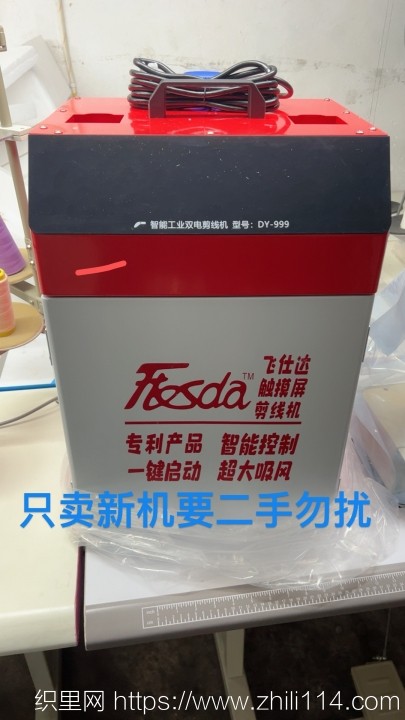 智能工业双电剪线机 型号：DY-999
飞仕达
触摸屏
剪线机
专利产品 智能控制
一键启动 超大吸风
只卖新机要二手勿扰
织里网 https://www.zhili114.com